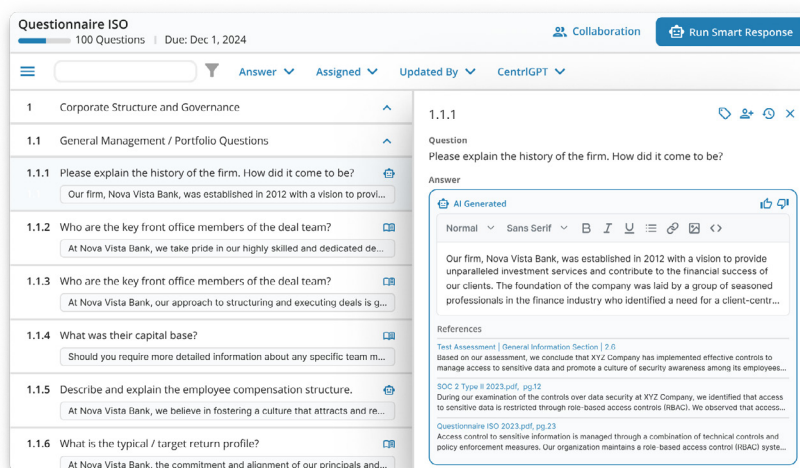 Questionnaire ISO
100 Questions | Due: Dec 1, 2024
Collaboration
Run Smart Response
Answer
Assigned
Updated By
CentrlGPT
1 Corporate Structure and Governance
1.1 General Management / Portfolio Questions
1.1.1 Please explain the history of the firm. How did it come to be?
Our firm, Nova Vista Bank, was established in 2012 with a vision to provi...
1.1.2 Who are the key front office members of the deal team?
At Nova Vista Bank, we take pride in our highly skilled and dedicated de...
1.1.3 Who are the key front office members of the deal team?
At Nova Vista Bank, our approach to structuring and executing deals is g...
1.1.4 What was their capital base?
Should you require more detailed information about any specific team m...
1.1.5 Describe and explain the employee compensation structure.
At Nova Vista Bank, we believe in fostering a culture that attracts and re...
1.1.6 What is the typical / target return profile?
At Nova Vista Bank, the commitment and alignment of our principals and...
1.1.1
Question
Please explain the history of the firm. How did it come to be?
Answer
AI Generated
Normal
Sans Serif
B I U
Our firm, Nova Vista Bank, was established in 2012 with a vision to provide
unparalleled investment services and contribute to the financial success of
our clients. The foundation of the company was laid by a group of seasoned
professionals in the finance industry who identified a need for a client-centr...
References
Test Assessment | General Information Section | 2.6
Based on our assessment, we conclude that XYZ Company has implemented effective controls to
manage access to sensitive data and promote a culture of security awareness among its employees...
SOC 2 Type II 2023.pdf, pg.12
During our examination of the controls over data security at XYZ Company, we identified that access
to sensitive data is restricted through role-based access controls (RBAC). We observed that access...
Questionnaire ISO 2023.pdf, pg.23
Access control to sensitive information is managed through a combination of technical controls and
policy enforcement measures. Our organization maintains a role-based access control (RBAC) syste...